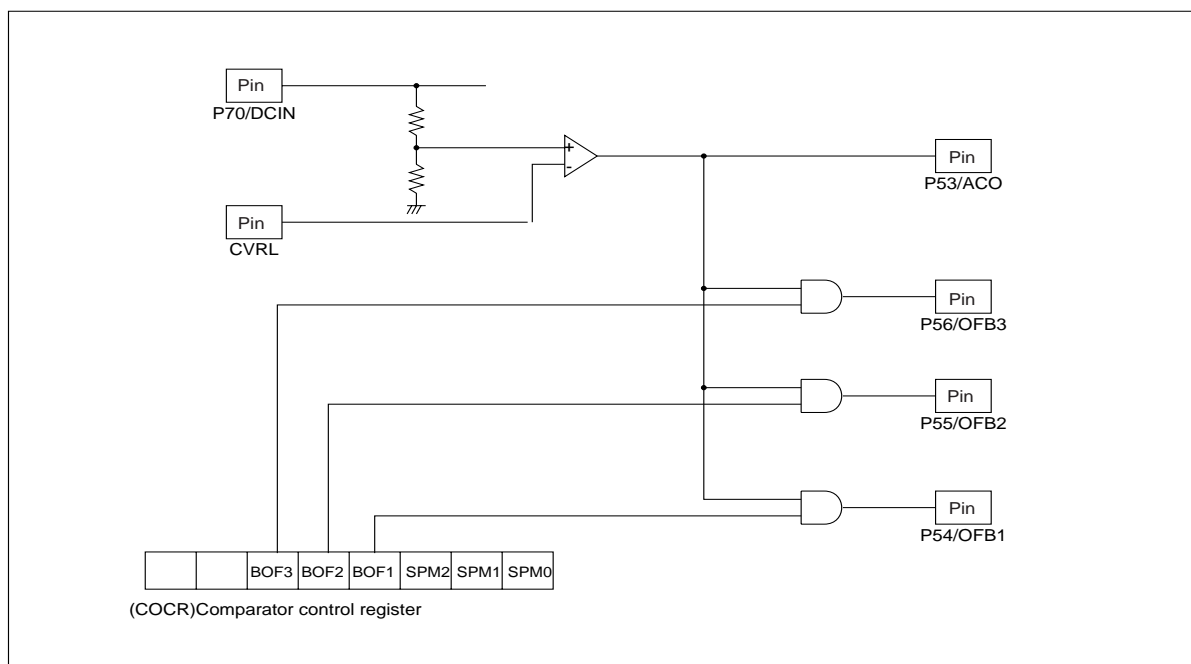 Pin
P70/DCIN
+
-
Pin
P53/ACO
Pin
CVRL
Pin
P56/OFB3
Pin
P55/OFB2
Pin
P54/OFB1
BOF3 BOF2 BOF1 SPM2 SPM1 SPM0
(COCR)Comparator control register